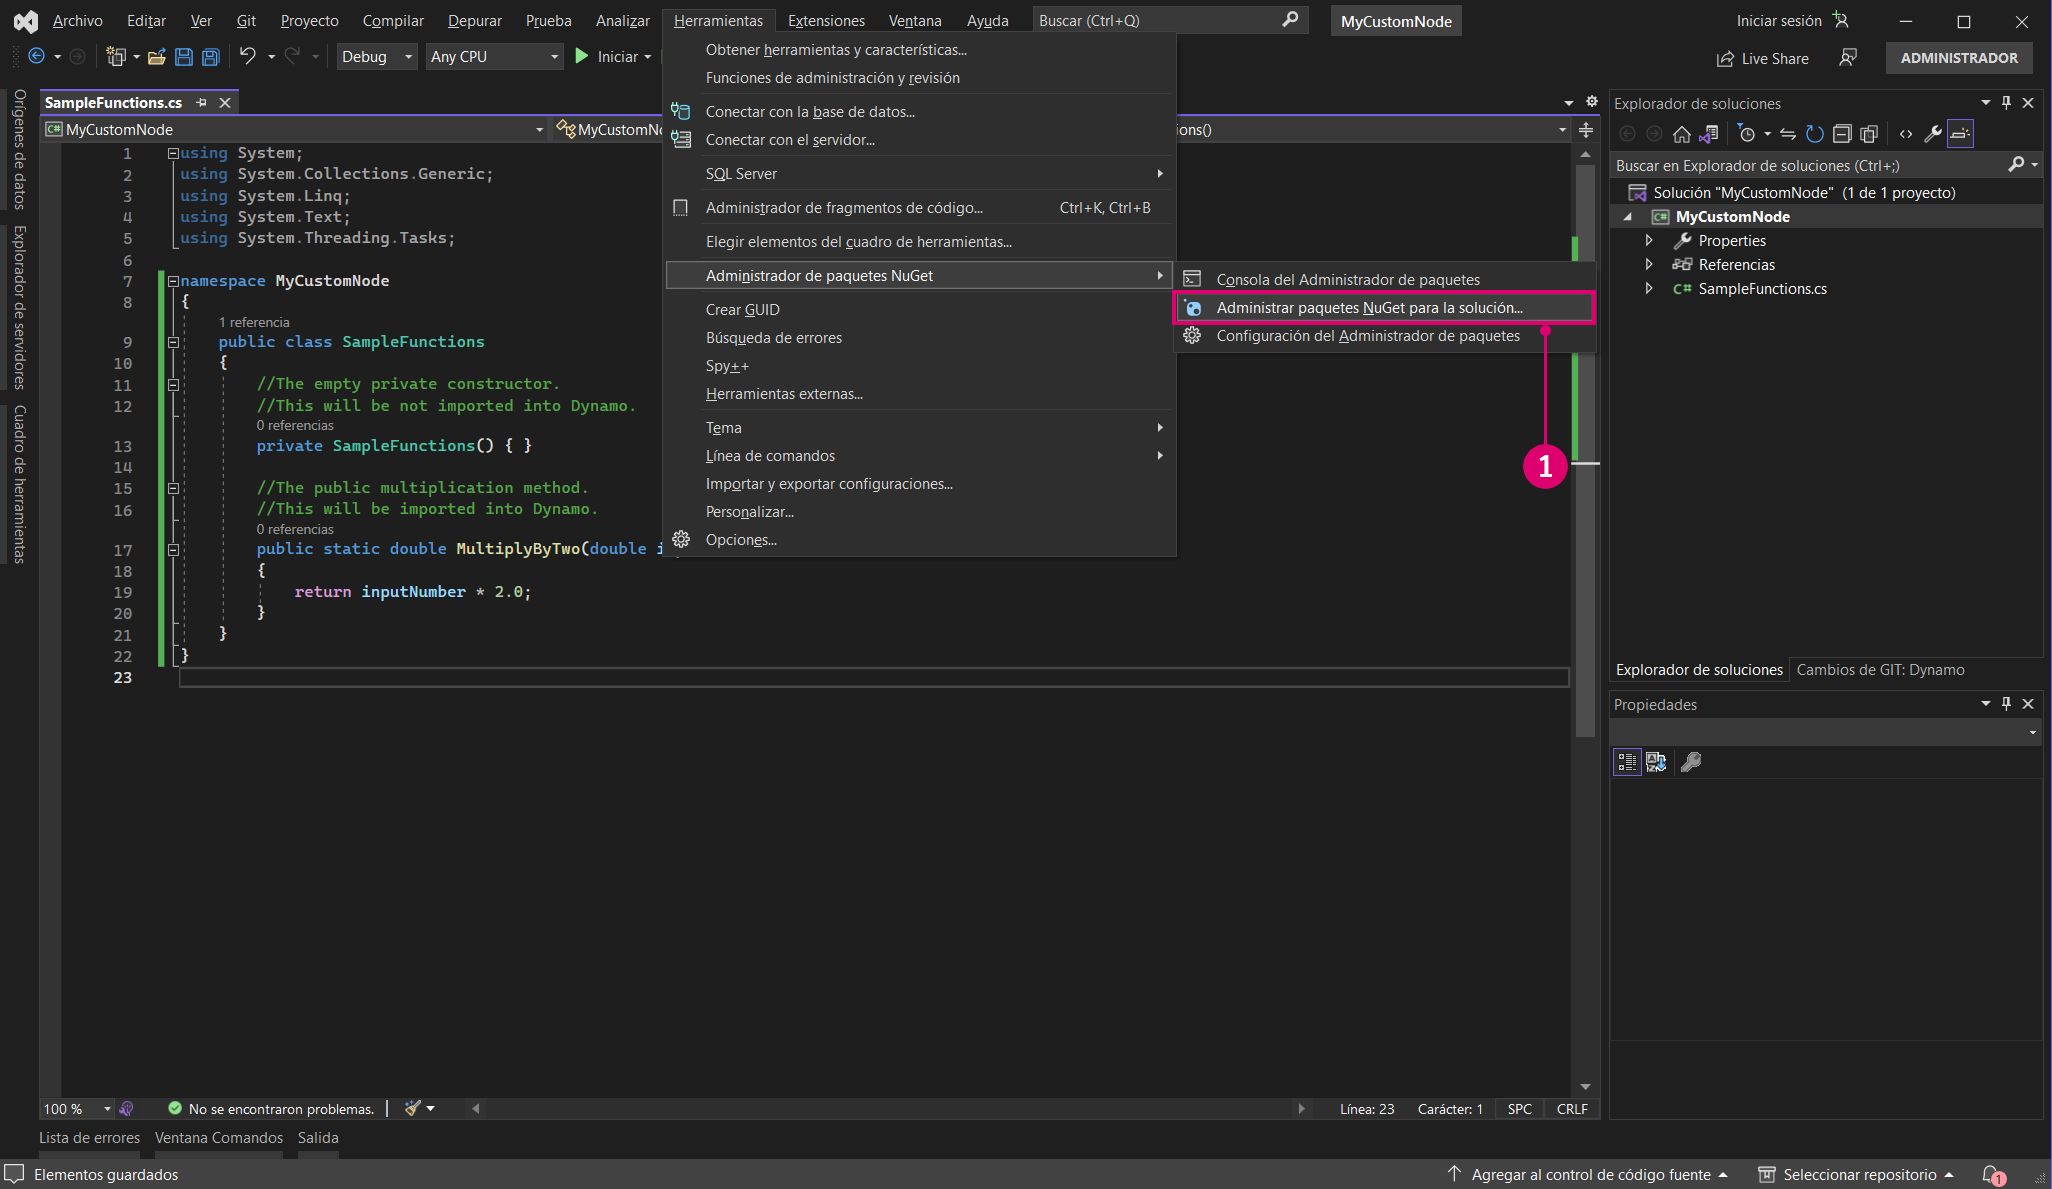 Archivo Editar Ver Git Proyecto Compilar Depurar Prueba Analizar Herramientas Extensiones Ventana Ayuda Buscar (Ctrl+Q) MyCustomNode Iniciar sesión
Debug Any CPU Iniciar Live Share ADMINISTRADOR
Orígenes de datos
Explorador de servidores
Cuadro de herramientas
SampleFunctions.cs
MyCustomNode
1 using System;
2 using System.Collections.Generic;
3 using System.Linq;
4 using System.Text;
5 using System.Threading.Tasks;
6
7 namespace MyCustomNode
8 {
1 referencia
9 public class SampleFunctions
10 {
11 //The empty private constructor.
12 //This will be not imported into Dynamo.
0 referencias
13 private SampleFunctions() { }
14
15 //The public multiplication method.
16 //This will be imported into Dynamo.
0 referencias
17 public static double MultiplyByTwo(double
18 {
19 return inputNumber * 2.0;
20 }
21 }
22 }
23
Obtener herramientas y características...
Funciones de administración y revisión
Conectar con la base de datos...
Conectar con el servidor...
SQL Server
Administrador de fragmentos de código... Ctrl+K, Ctrl+B
Elegir elementos del cuadro de herramientas...
Administrador de paquetes NuGet
Crear GUID
Búsqueda de errores
Spy++
Herramientas externas...
Tema
Línea de comandos
Importar y exportar configuraciones...
Personalizar...
Opciones...
Consola del Administrador de paquetes
Administrar paquetes NuGet para la solución...
Configuración del Administrador de paquetes
1
Explorador de soluciones
Buscar en Explorador de soluciones (Ctrl+;)
Solución "MyCustomNode" (1 de 1 proyecto)
C# MyCustomNode
Properties
Referencias
C# SampleFunctions.cs
Explorador de soluciones Cambios de GIT: Dynamo
Propiedades
100 % No se encontraron problemas. Línea: 23 Carácter: 1 SPC CRLF
Lista de errores Ventana Comandos Salida
Elementos guardados Agregar al control de código fuente Seleccionar repositorio 1